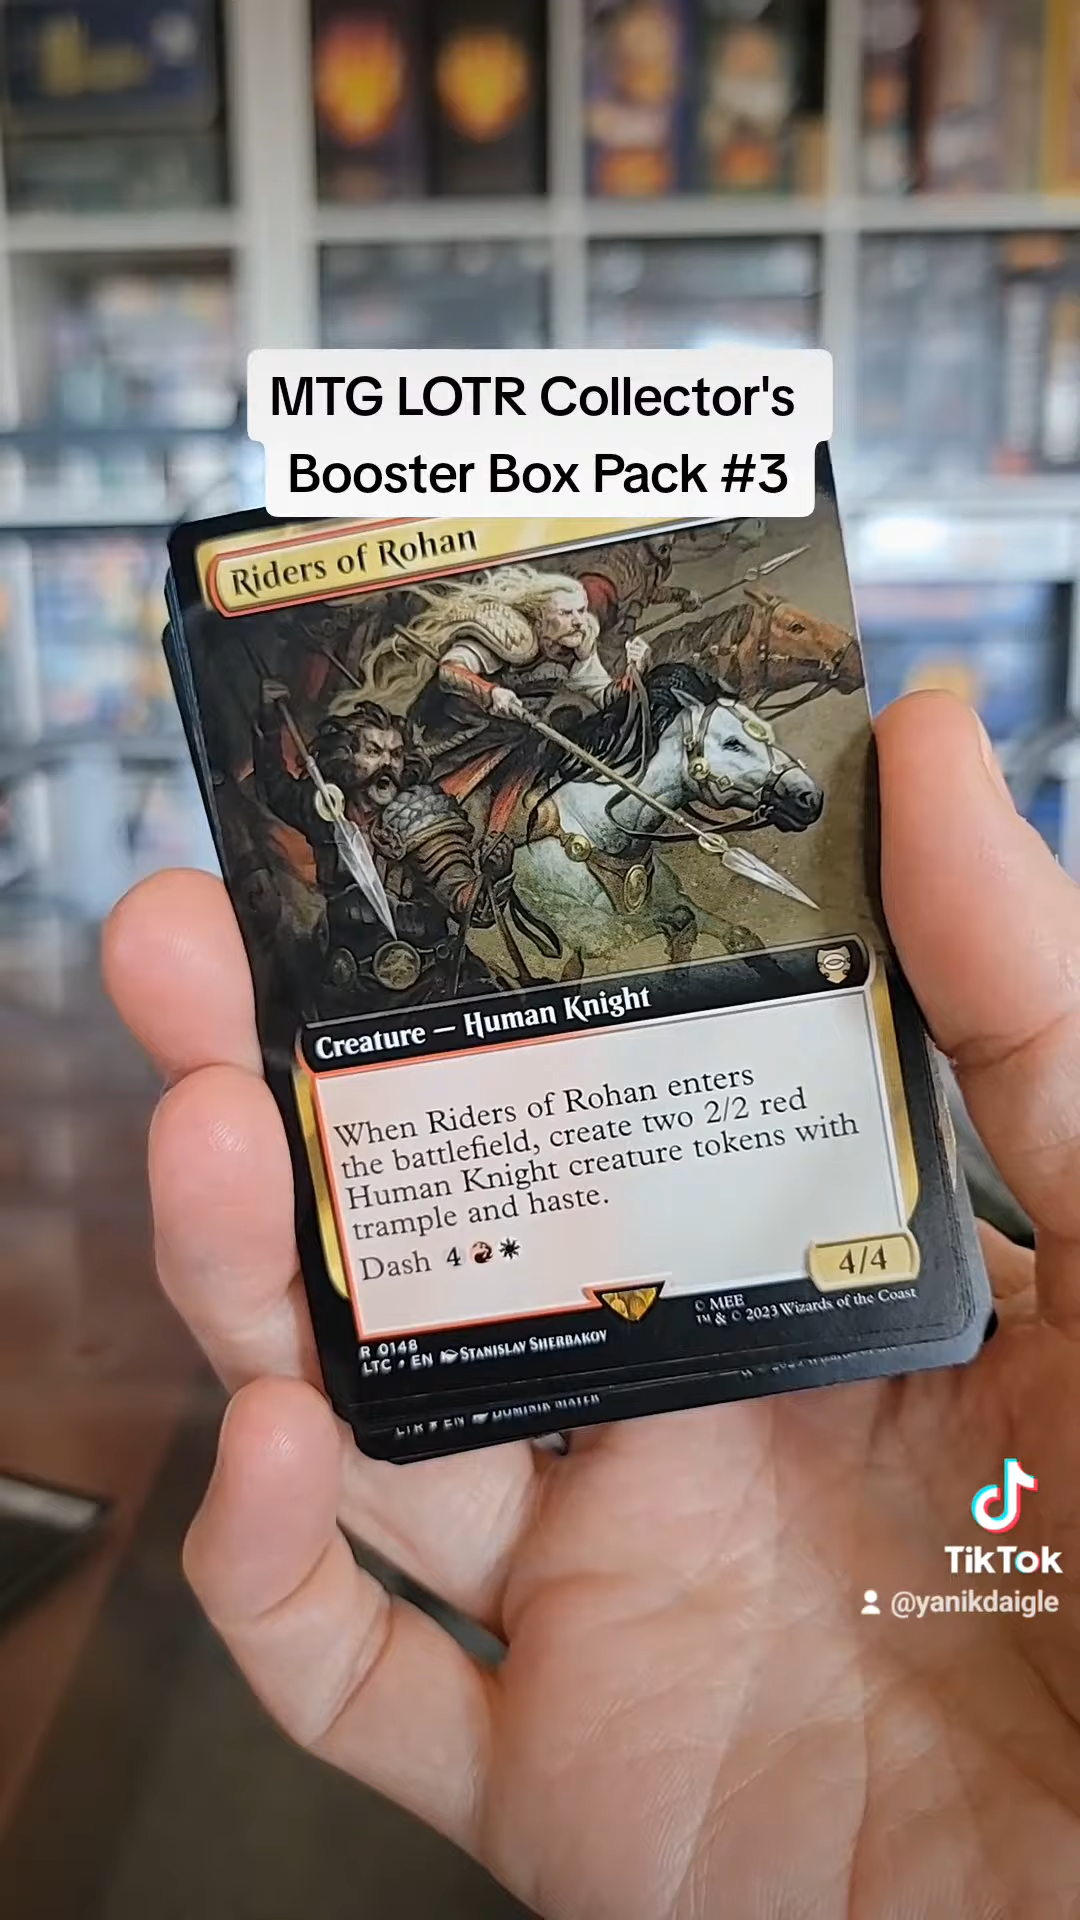 MTG LOTR Collector's
Booster Box Pack #3
Riders of Rohan
Creature — Human Knight
When Riders of Rohan enters
the battlefield, create two 2/2 red
Human Knight creature tokens with
trample and haste.
Dash 4
4/4
R 0148
LTC • EN STANISLAV SHERBAKOV
© MEE
™ & © 2023 Wizards of the Coast
EN
TikTok
@yanikdaigle